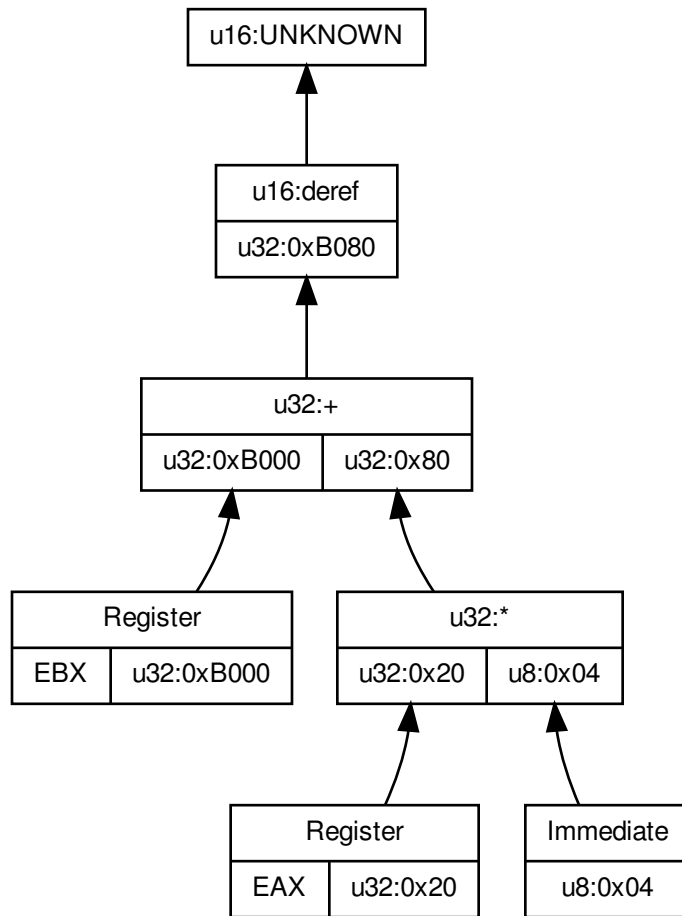 u16:UNKNOWN
u16:deref
u32:0xB080
u32:+
u32:0xB000 u32:0x80
Register
EBX u32:0xB000
u32:*
u32:0x20 u8:0x04
Register
EAX u32:0x20
Immediate
u8:0x04